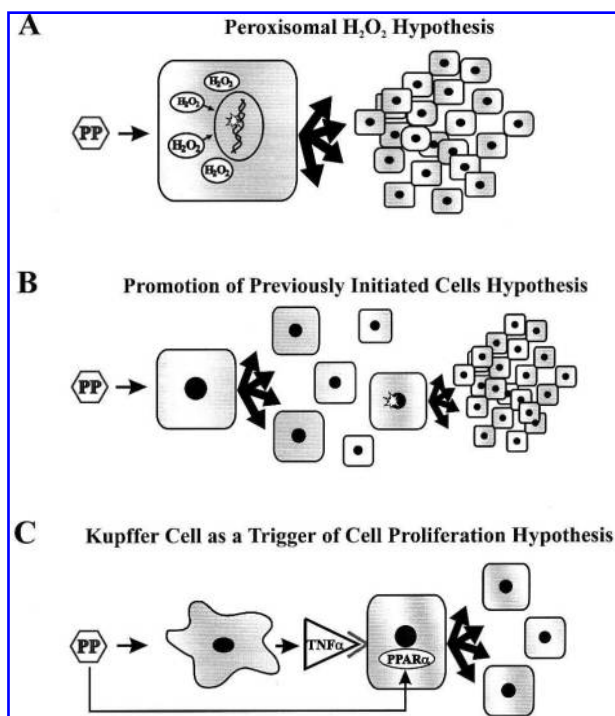 A
Peroxisomal H₂O₂ Hypothesis
H₂O₂
H₂O₂
H₂O₂
H₂O₂
PP
B
Promotion of Previously Initiated Cells Hypothesis
PP
C
Kupffer Cell as a Trigger of Cell Proliferation Hypothesis
PP
TNFα
PPARα